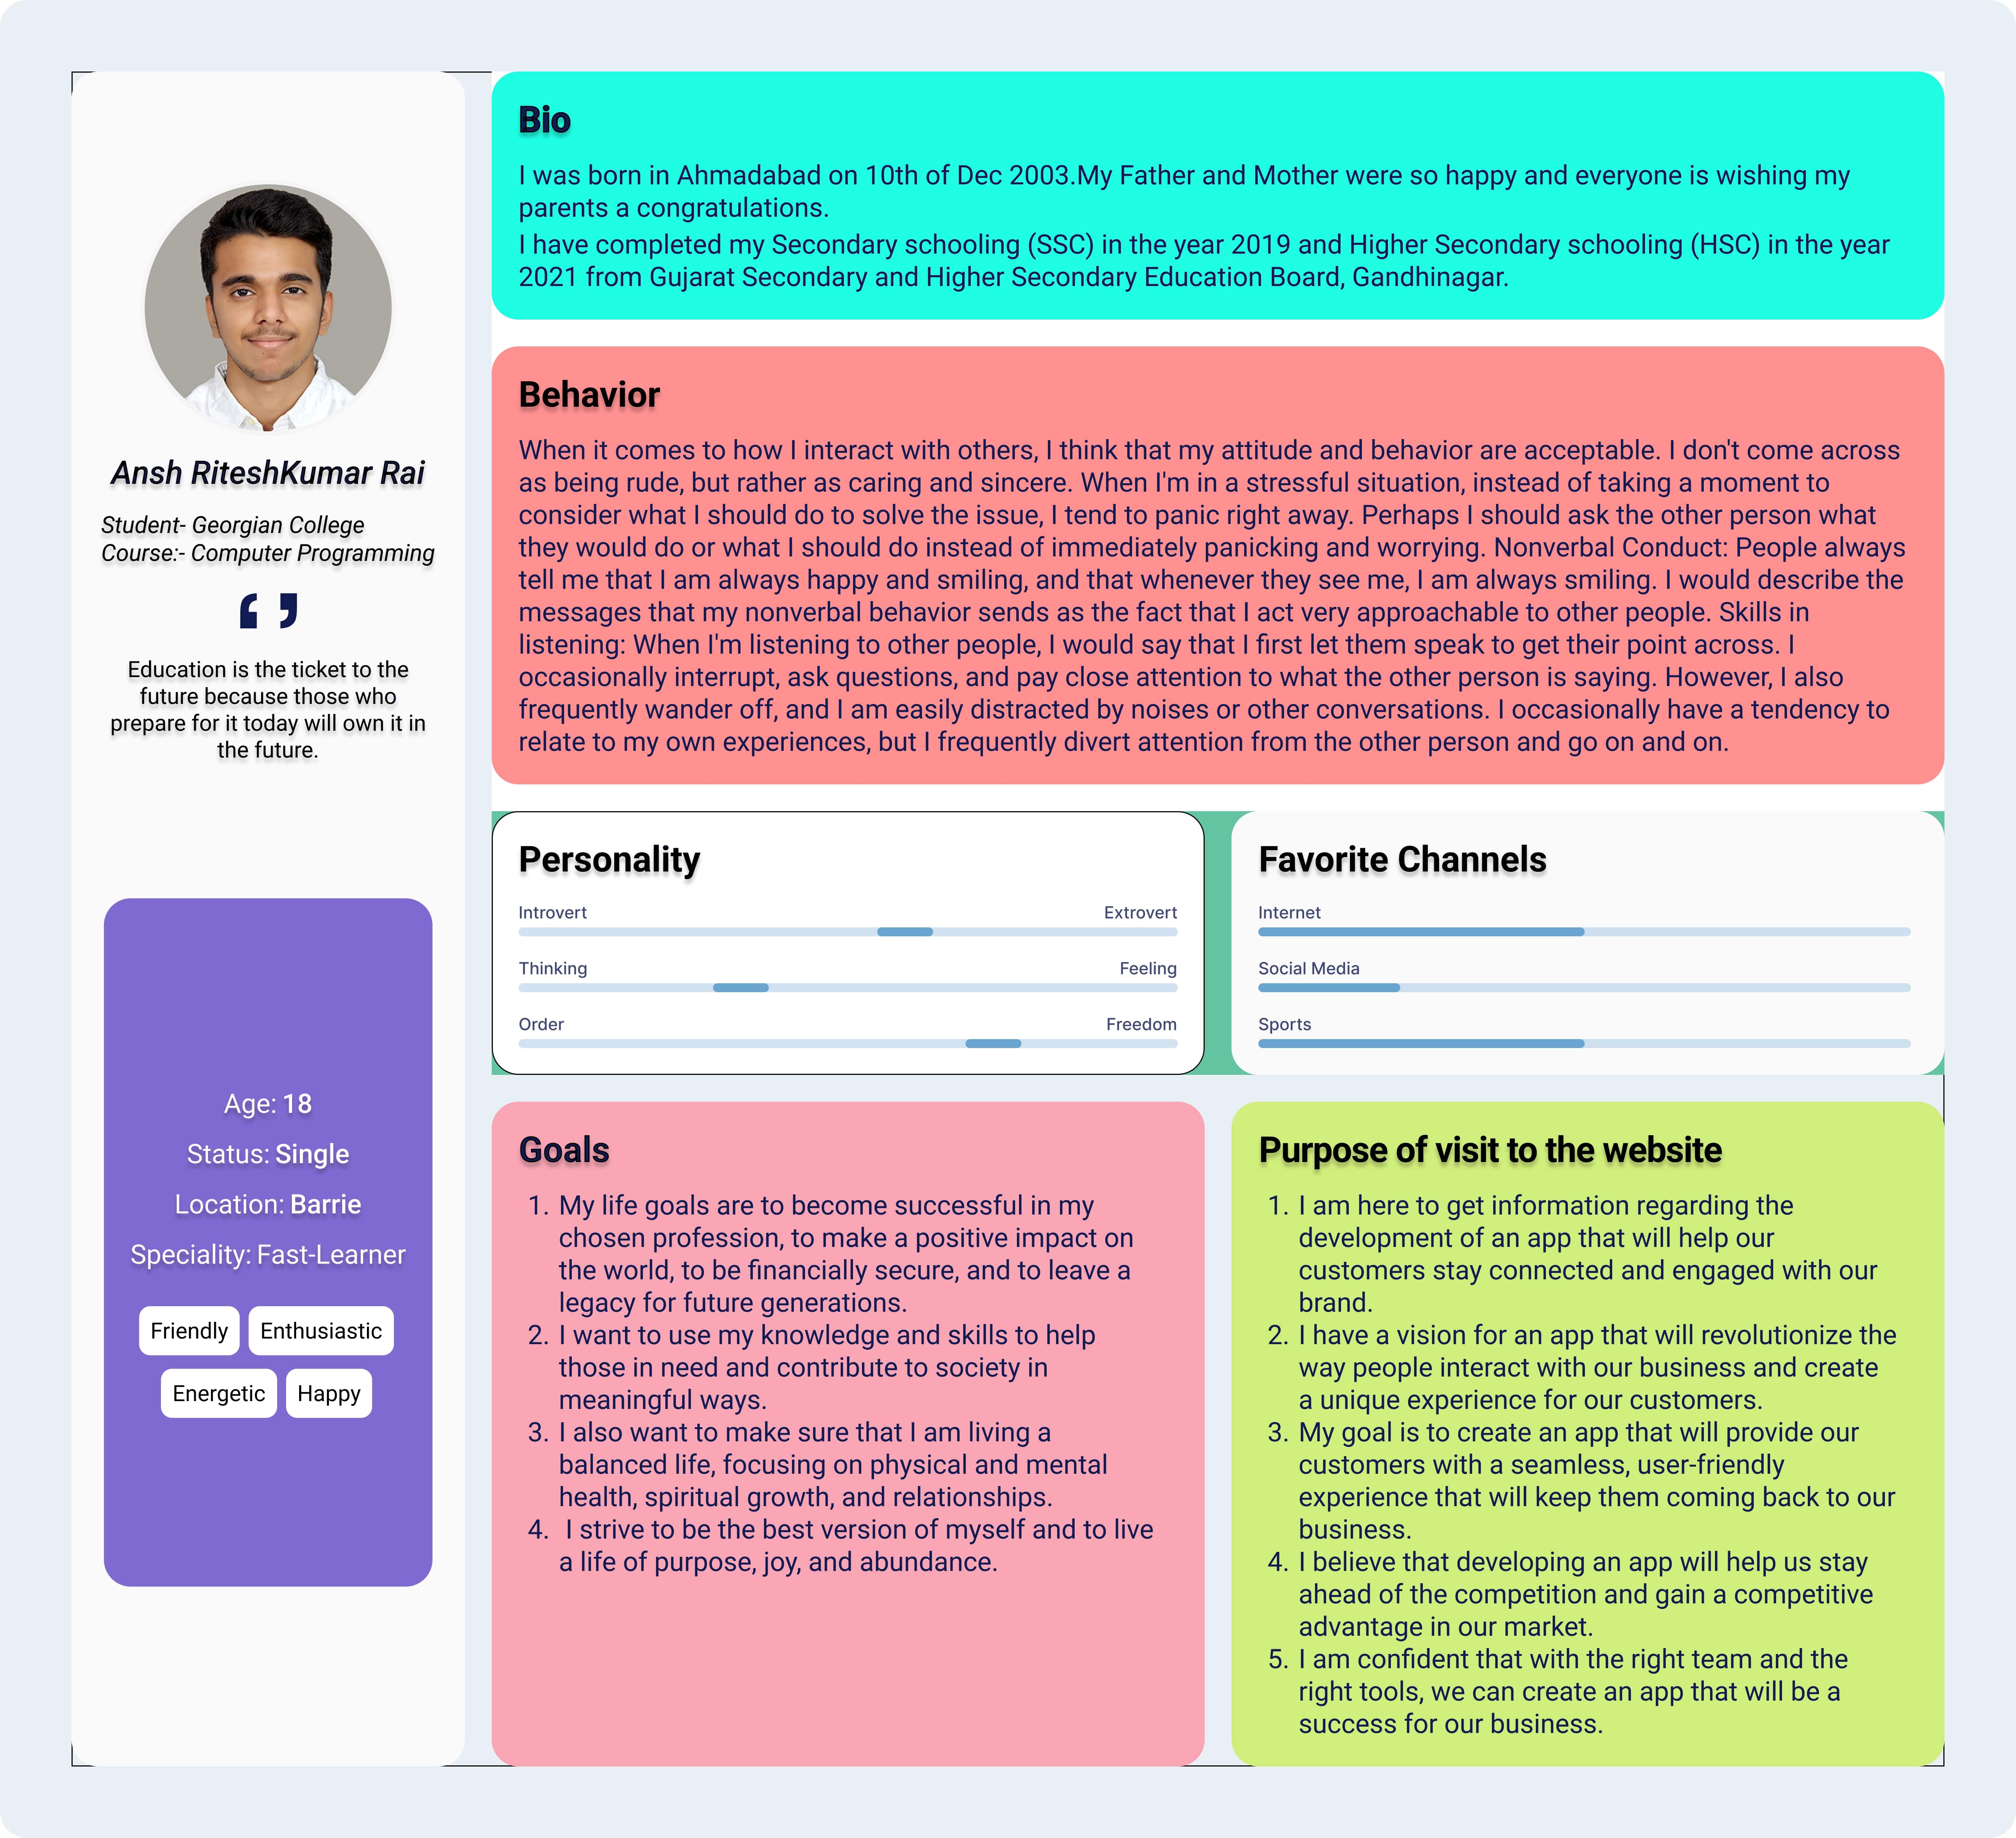 Ansh RiteshKumar Rai
Student- Georgian College
Course:- Computer Programming
‘ ’
Education is the ticket to the
future because those who
prepare for it today will own it in
the future.
Age: 18
Status: Single
Location: Barrie
Speciality: Fast-Learner
Friendly Enthusiastic
Energetic Happy
Bio
I was born in Ahmadabad on 10th of Dec 2003.My Father and Mother were so happy and everyone is wishing my
parents a congratulations.
I have completed my Secondary schooling (SSC) in the year 2019 and Higher Secondary schooling (HSC) in the year
2021 from Gujarat Secondary and Higher Secondary Education Board, Gandhinagar.
Behavior
When it comes to how I interact with others, I think that my attitude and behavior are acceptable. I don't come across
as being rude, but rather as caring and sincere. When I'm in a stressful situation, instead of taking a moment to
consider what I should do to solve the issue, I tend to panic right away. Perhaps I should ask the other person what
they would do or what I should do instead of immediately panicking and worrying. Nonverbal Conduct: People always
tell me that I am always happy and smiling, and that whenever they see me, I am always smiling. I would describe the
messages that my nonverbal behavior sends as the fact that I act very approachable to other people. Skills in
listening: When I'm listening to other people, I would say that I first let them speak to get their point across. I
occasionally interrupt, ask questions, and pay close attention to what the other person is saying. However, I also
frequently wander off, and I am easily distracted by noises or other conversations. I occasionally have a tendency to
relate to my own experiences, but I frequently divert attention from the other person and go on and on.
Personality
Introvert Extrovert
Thinking Feeling
Order Freedom
Favorite Channels
Internet
Social Media
Sports
Goals
1. My life goals are to become successful in my
chosen profession, to make a positive impact on
the world, to be financially secure, and to leave a
legacy for future generations.
2. I want to use my knowledge and skills to help
those in need and contribute to society in
meaningful ways.
3. I also want to make sure that I am living a
balanced life, focusing on physical and mental
health, spiritual growth, and relationships.
4. I strive to be the best version of myself and to live
a life of purpose, joy, and abundance.
Purpose of visit to the website
1. I am here to get information regarding the
development of an app that will help our
customers stay connected and engaged with our
brand.
2. I have a vision for an app that will revolutionize the
way people interact with our business and create
a unique experience for our customers.
3. My goal is to create an app that will provide our
customers with a seamless, user-friendly
experience that will keep them coming back to our
business.
4. I believe that developing an app will help us stay
ahead of the competition and gain a competitive
advantage in our market.
5. I am confident that with the right team and the
right tools, we can create an app that will be a
success for our business.